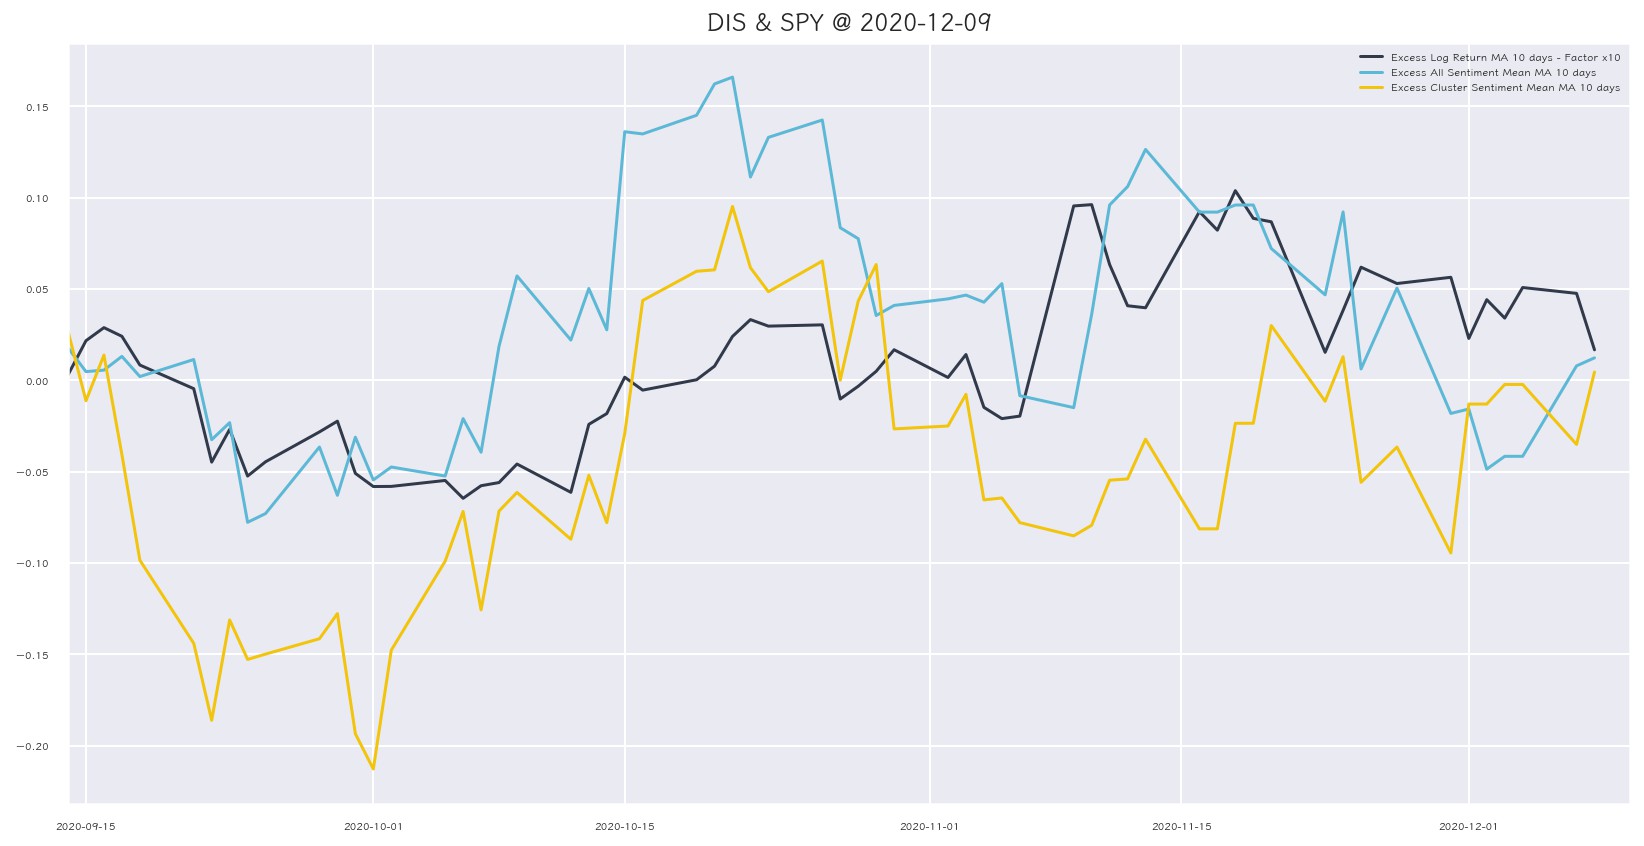 DIS & SPY @ 2020-12-09
Excess Log Return MA 10 days - Factor x10
Excess All Sentiment Mean MA 10 days
Excess Cluster Sentiment Mean MA 10 days
0.15
0.10
0.05
0.00
−0.05
−0.10
−0.15
−0.20
2020-09-15 2020-10-01 2020-10-15 2020-11-01 2020-11-15 2020-12-01